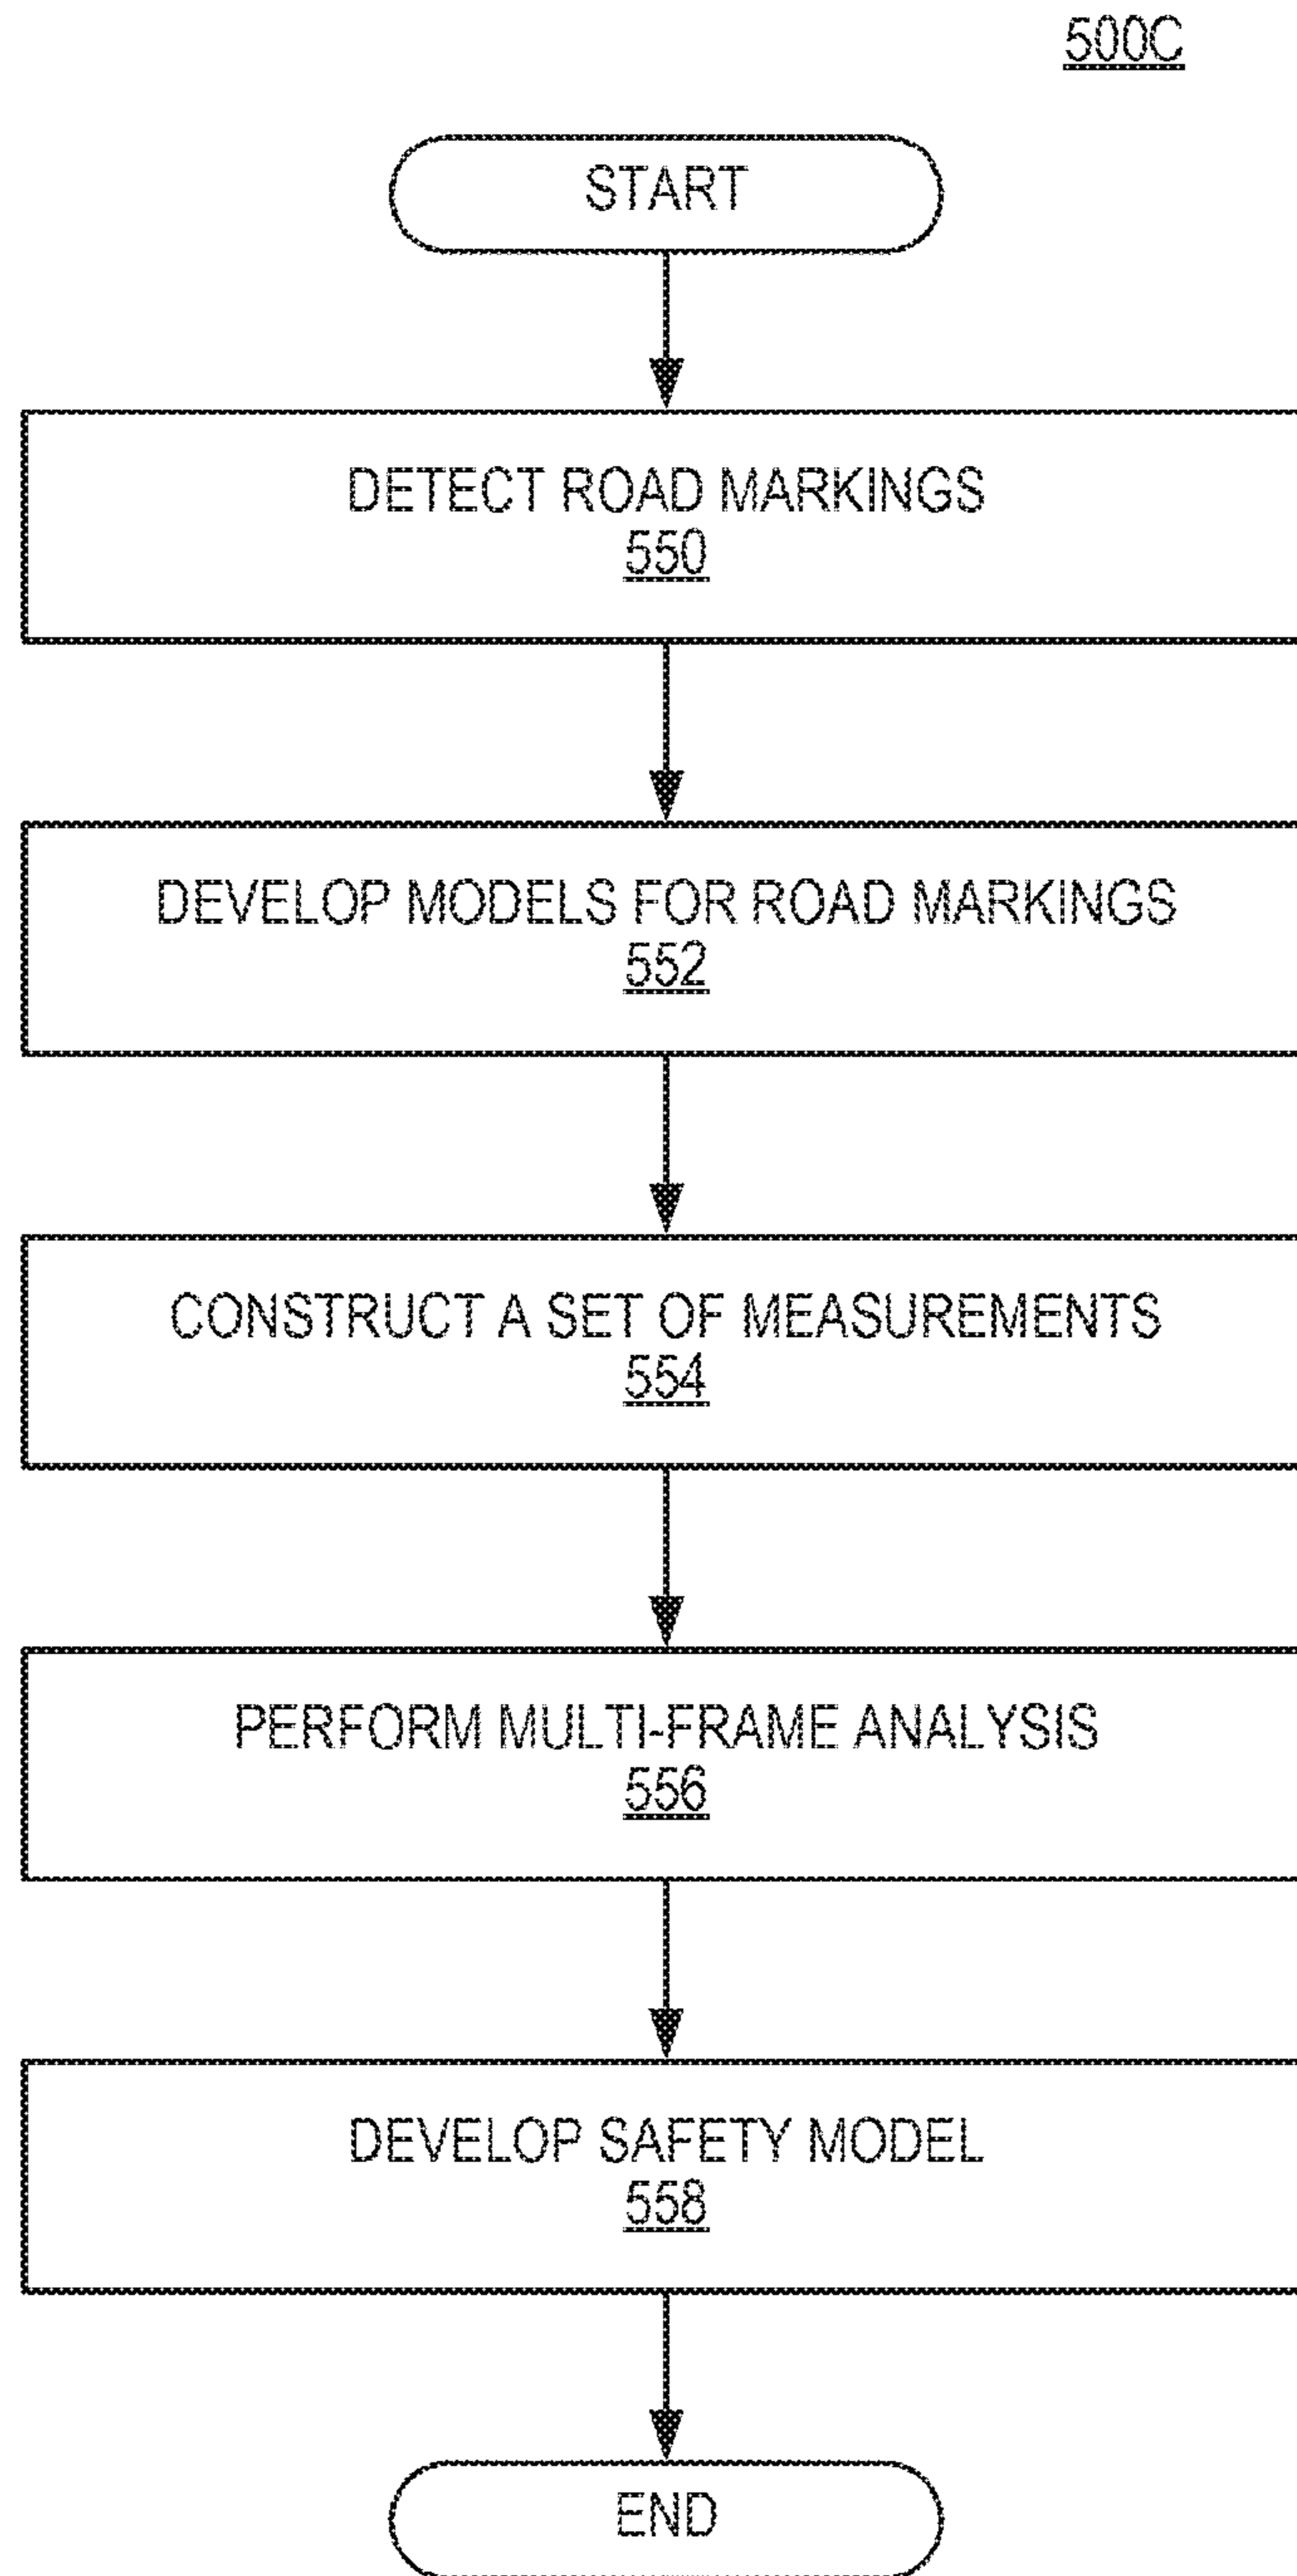 500C
START
DETECT ROAD MARKINGS
550
DEVELOP MODELS FOR ROAD MARKINGS
552
CONSTRUCT A SET OF MEASUREMENTS
554
PERFORM MULTI-FRAME ANALYSIS
556
DEVELOP SAFETY MODEL
558
END